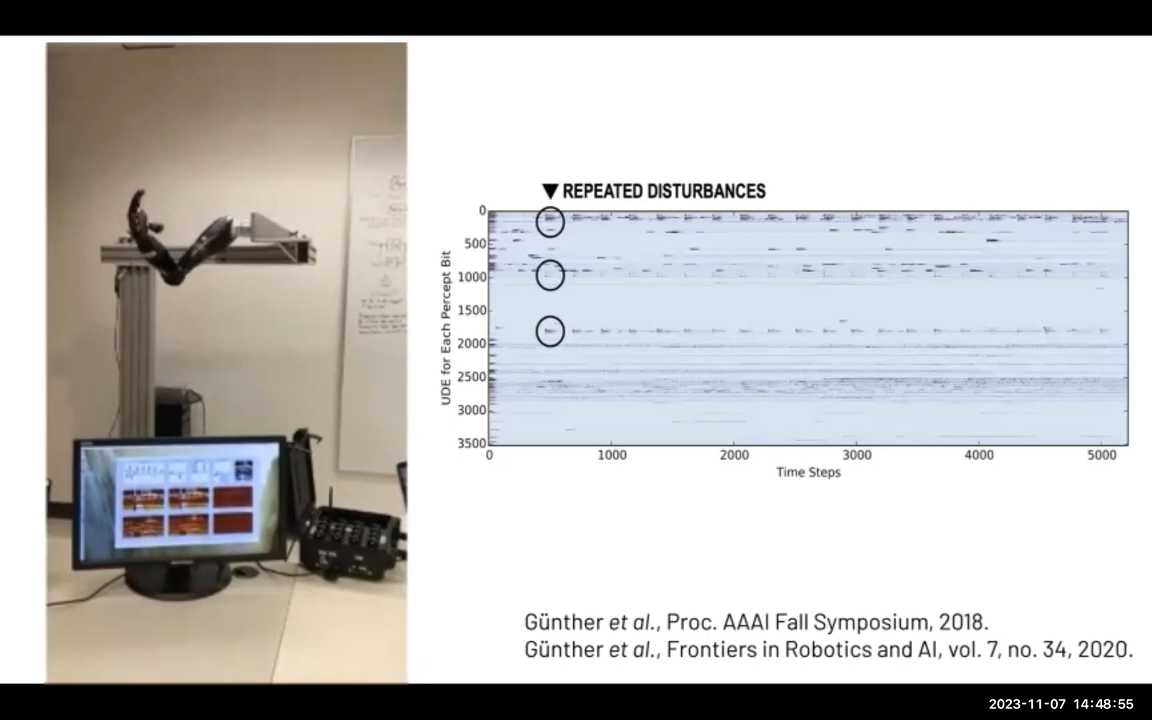 ▼ REPEATED DISTURBANCES
UDE for Each Percept Bit
0
500
1000
1500
2000
2500
3000
3500
0 1000 2000 3000 4000 5000
Time Steps
Günther et al., Proc. AAAI Fall Symposium, 2018.
Günther et al., Frontiers in Robotics and AI, vol. 7, no. 34, 2020.
2023-11-07 14:48:55